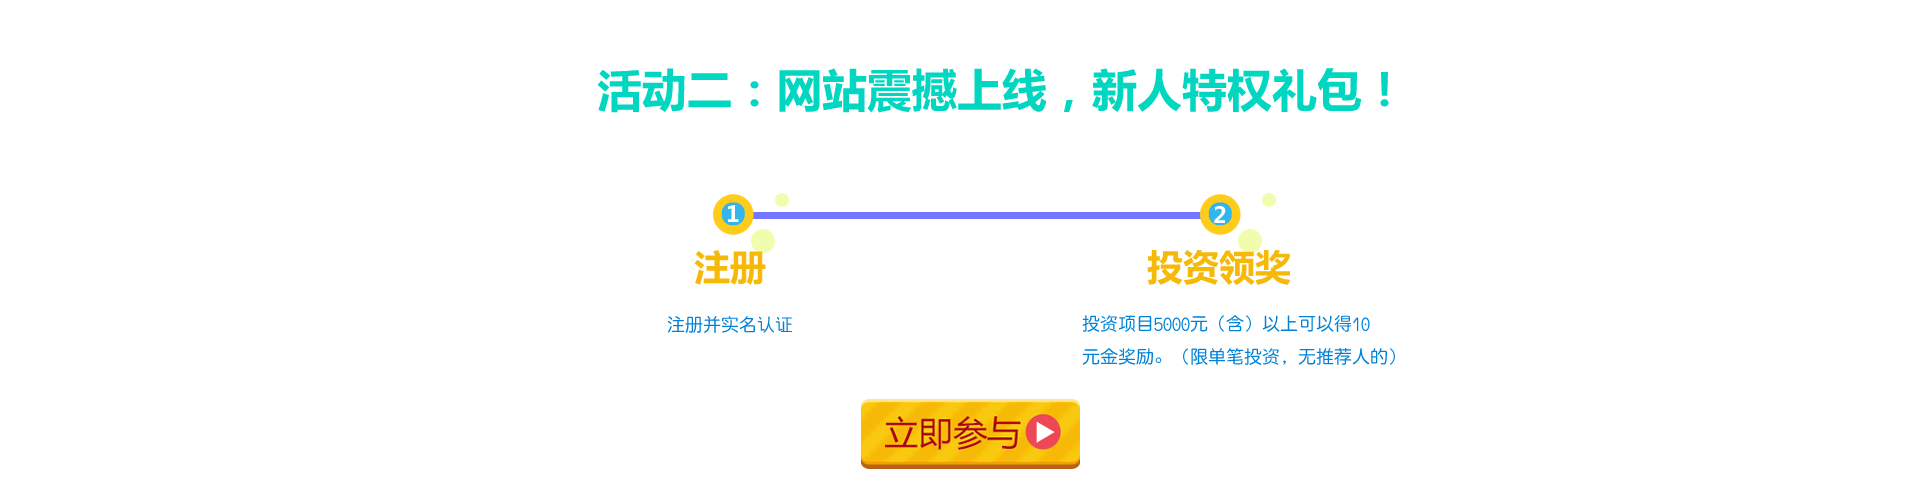 活动二：网站震撼上线，新人特权礼包！
1
2
注册
投资领奖
注册并实名认证
投资项目5000元（含）以上可以得10
元金奖励。（限单笔投资，无推荐人的）
立即参与